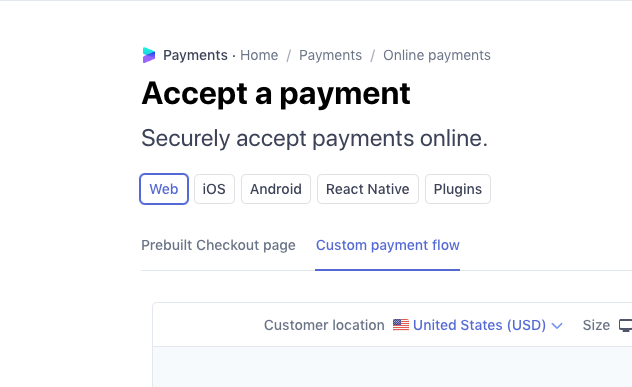 Payments · Home / Payments / Online payments
Accept a payment
Securely accept payments online.
Web iOS Android React Native Plugins
Prebuilt Checkout page Custom payment flow
Customer location United States (USD) Size